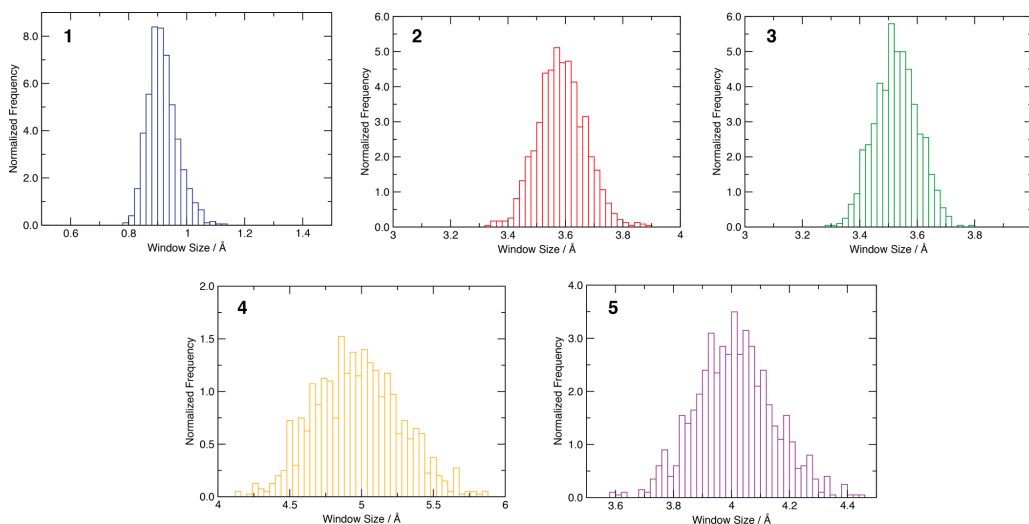 1
Normalized Frequency
8.0
6.0
4.0
2.0
0.0
0.6 0.8 1 1.2 1.4
Window Size / Å
2
Normalized Frequency
6.0
5.0
4.0
3.0
2.0
1.0
0.0
3 3.2 3.4 3.6 3.8 4
Window Size / Å
3
Normalized Frequency
6.0
5.0
4.0
3.0
2.0
1.0
0.0
3 3.2 3.4 3.6 3.8
Window Size / Å
4
Normalized Frequency
2.0
1.5
1.0
0.5
0.0
4 4.5 5 5.5 6
Window Size / Å
5
Normalized Frequency
4.0
3.0
2.0
1.0
0.0
3.6 3.8 4 4.2 4.4
Window Size / Å